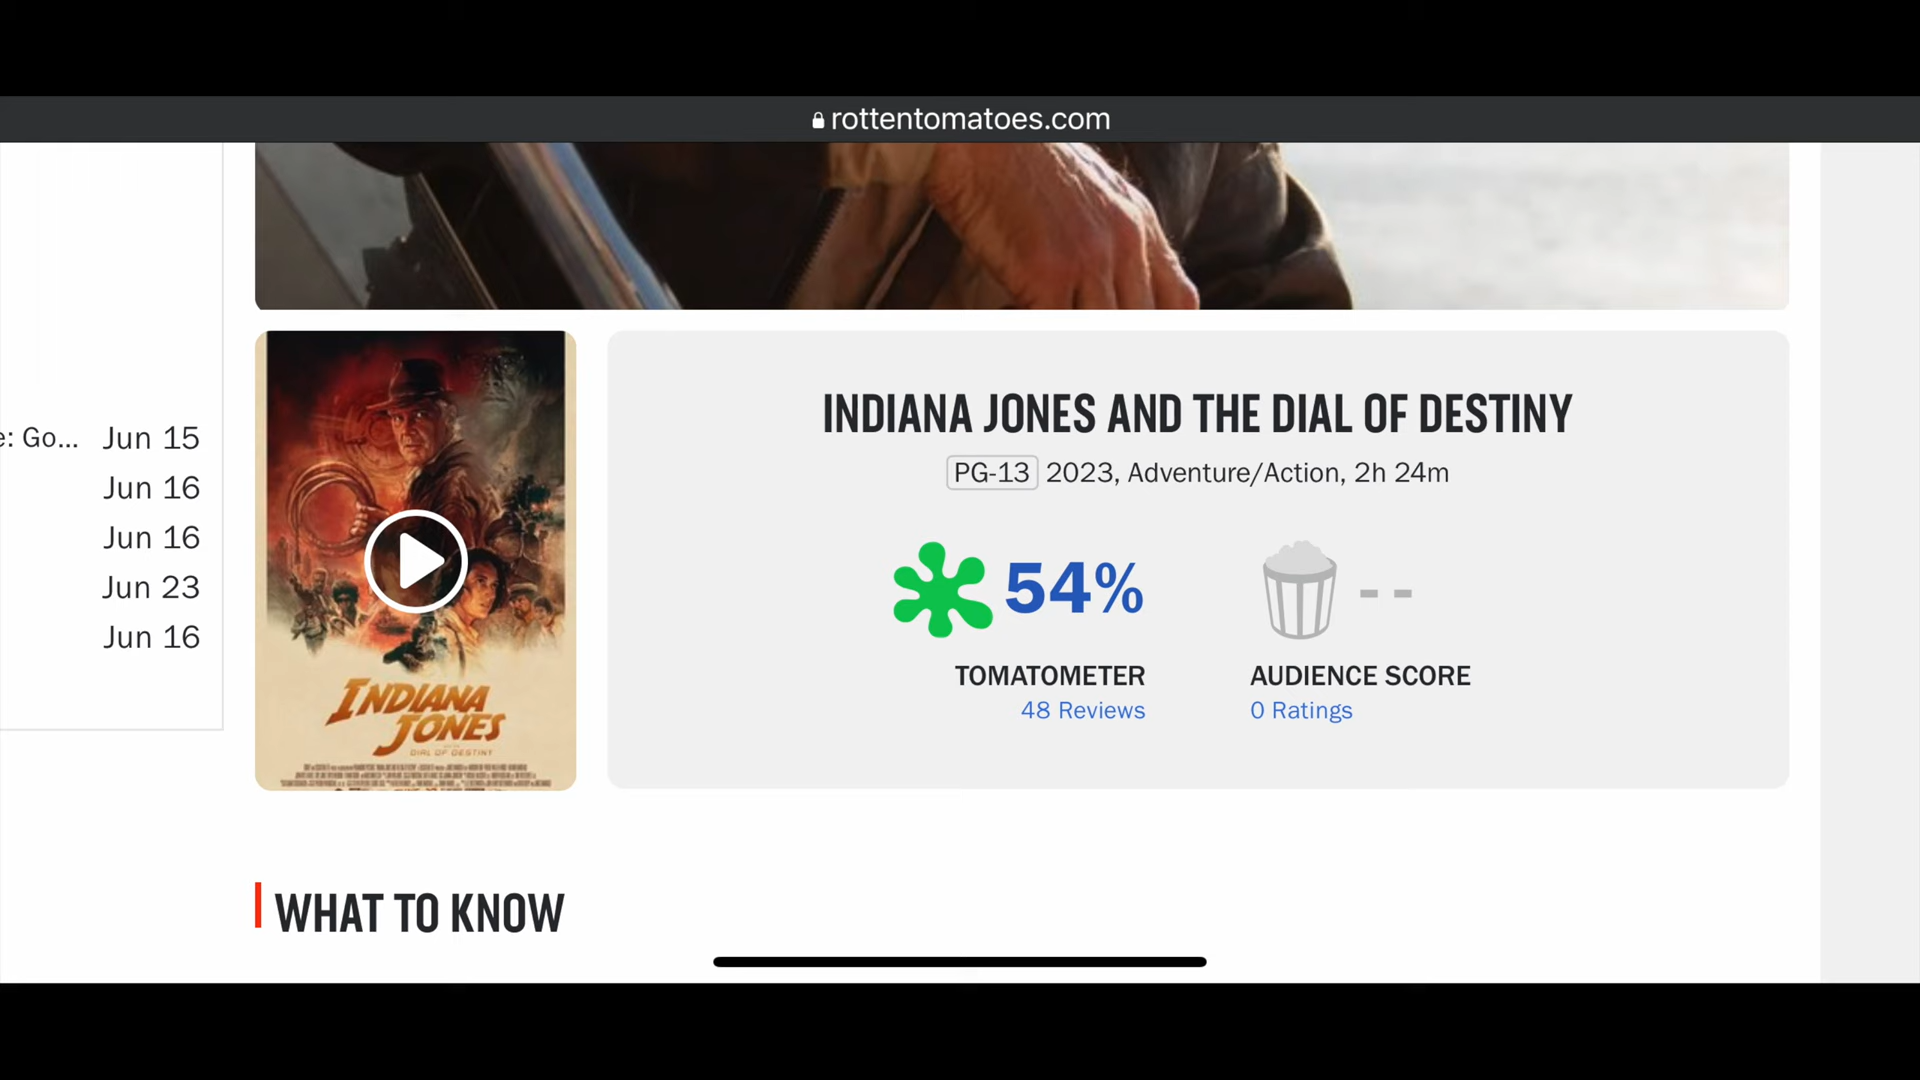 rottentomatoes.com
e: Go... Jun 15
Jun 16
Jun 16
Jun 23
Jun 16
INDIANA
JONES
DIAL OF DESTINY
INDIANA JONES AND THE DIAL OF DESTINY
PG-13 2023, Adventure/Action, 2h 24m
54% - -
TOMATOMETER AUDIENCE SCORE
48 Reviews 0 Ratings
WHAT TO KNOW